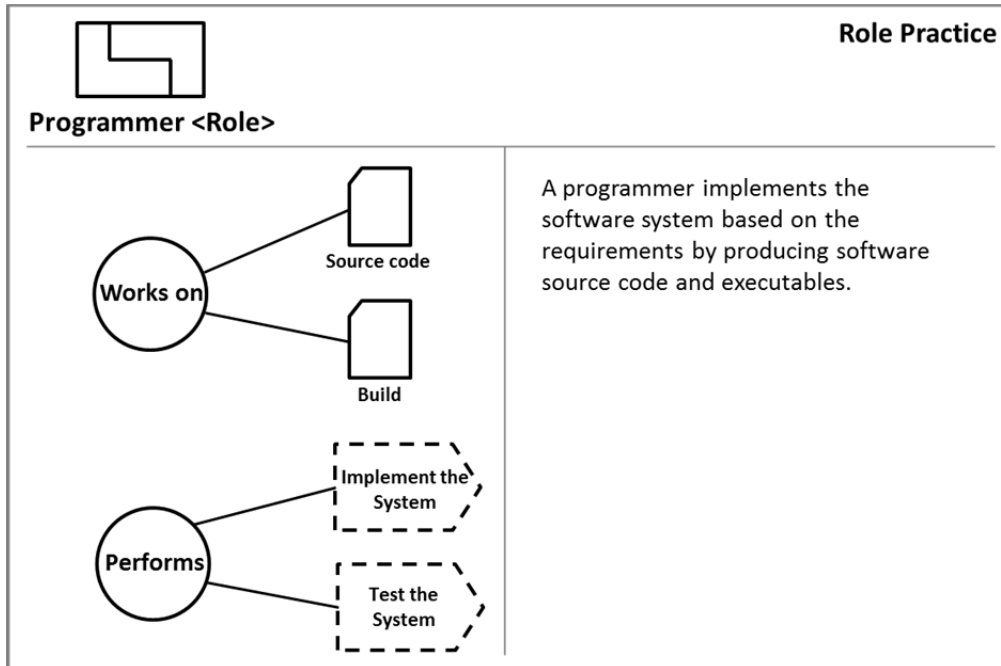 Role Practice
Programmer <Role>
Works on
Source code
Build
Performs
Implement the
System
Test the
System
A programmer implements the
software system based on the
requirements by producing software
source code and executables.